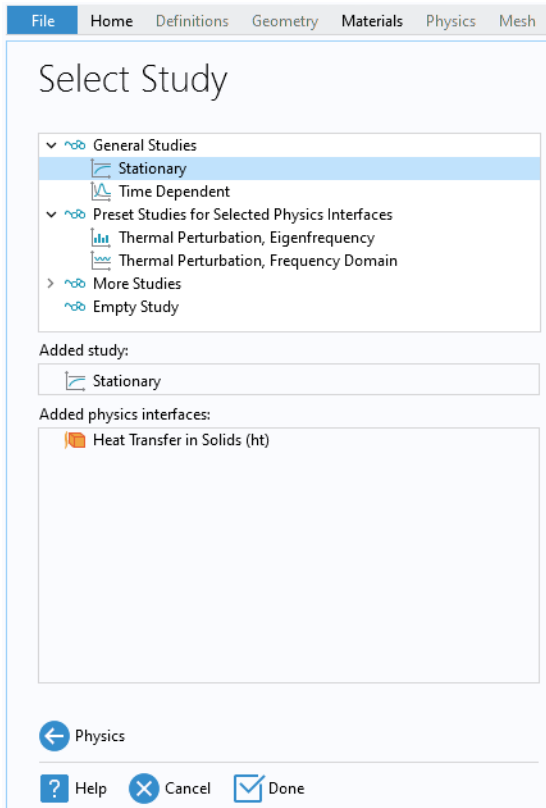 File Home Definitions Geometry Materials Physics Mesh
Select Study
General Studies
Stationary
Time Dependent
Preset Studies for Selected Physics Interfaces
Thermal Perturbation, Eigenfrequency
Thermal Perturbation, Frequency Domain
More Studies
Empty Study
Added study:
Stationary
Added physics interfaces:
Heat Transfer in Solids (ht)
Physics
? Help Cancel Done